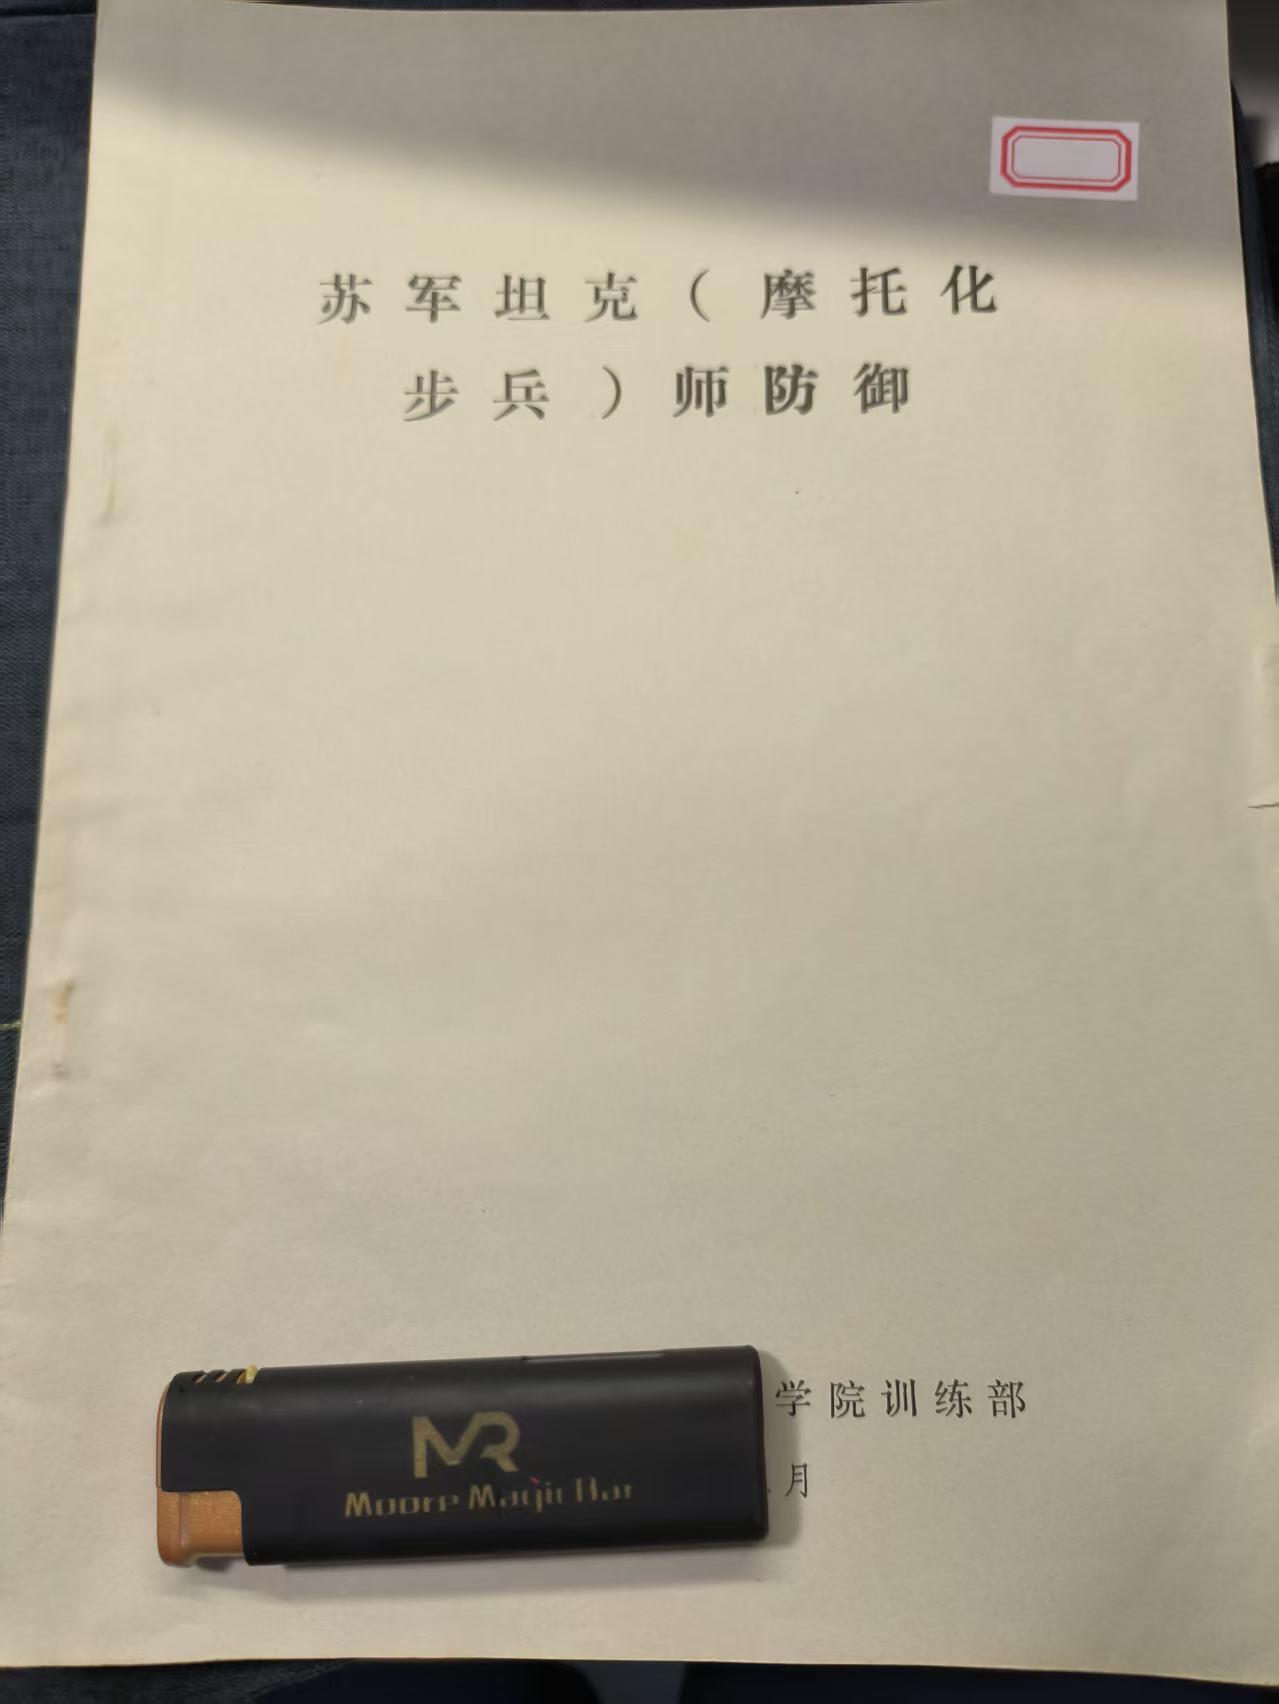 苏军坦克（摩托化
步兵）师防御
学院训练部
月
MR
Moore Magic Bar